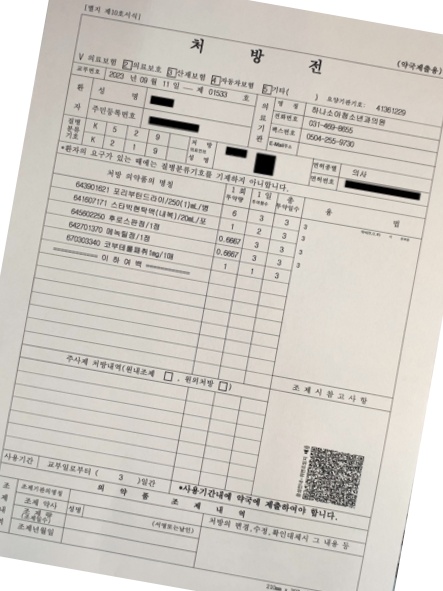 [별지 제10호서식]
처 방 전
(약국제출용)
V 의료보험 2 의료보호 3 산재보험 4 자동차보험 5 기타( ) 요양기관기호: 41361229
교부번호 2023 년 09 월 11 일 — 제 01533 호
환 자
성 명
주민등록번호
의 료 기 관
명 칭 하나소아청소년과의원
전화번호 031-469-8655
팩스번호 0504-255-9730
E-Mail주소
질병 분류 기호
K 5 2 9
K 2 1 9
처 방 의료인의 성 명
면허종별 의사
면허번호
*환자의 요구가 있는 때에는 질병분류기호를 기재하지 아니합니다.
처방 의약품의 명칭
1 회 투약량
1 일 투여횟수
총 투약일수
용 법
643901621 포리부틴드라이/250(1)mL/병 6 3 3
641607171 스타빅현탁액(내복)/20mL/포 1 2 3
645602250 후로스판정/1정 0.6667 3 3
642701370 메녹틸정/1정 0.6667 3 3
670303340 코부테롤패취1mg/1매 1 1 3
이 하 여 백
주사제 처방내역(원내조제 , 원외처방 )
조 제 시 참 고 사 항
사용기간 교부일로부터 ( 3 )일간
*사용기간내에 약국에 제출하여야 합니다.
의 약 품 조 제 내 역
조제기관의명칭
조제 약사 성명
(서명또는날인)
조 제 량 (조제일수)
조제년월일
처방의 변경,수정,확인대체시 그 내용 등